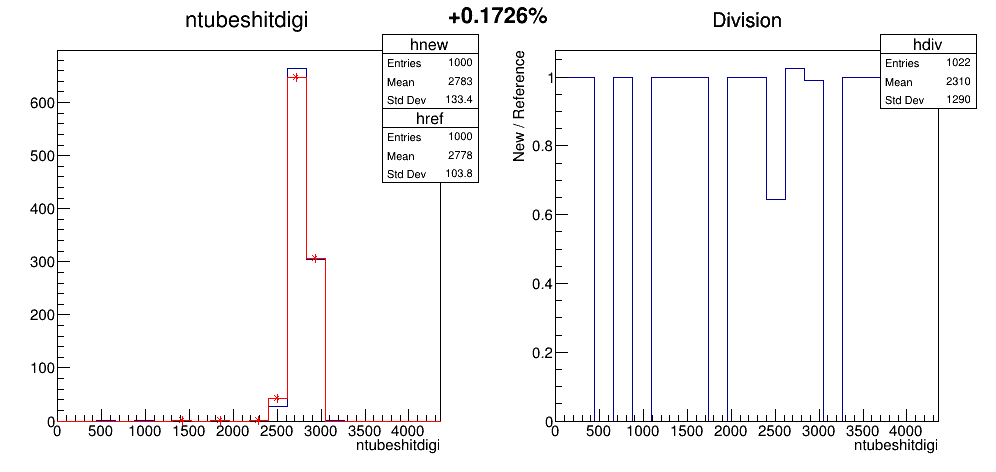 +0.1726%
ntubeshitdigi
hnew
Entries 1000
Mean 2783
Std Dev 133.4
href
Entries 1000
Mean 2778
Std Dev 103.8
600
500
400
300
200
100
0
0 500 1000 1500 2000 2500 3000 3500 4000
ntubeshitdigi
Division
hdiv
Entries 1022
Mean 2310
Std Dev 1290
New / Reference
1
0.8
0.6
0.4
0.2
0
0 500 1000 1500 2000 2500 3000 3500 4000
ntubeshitdigi